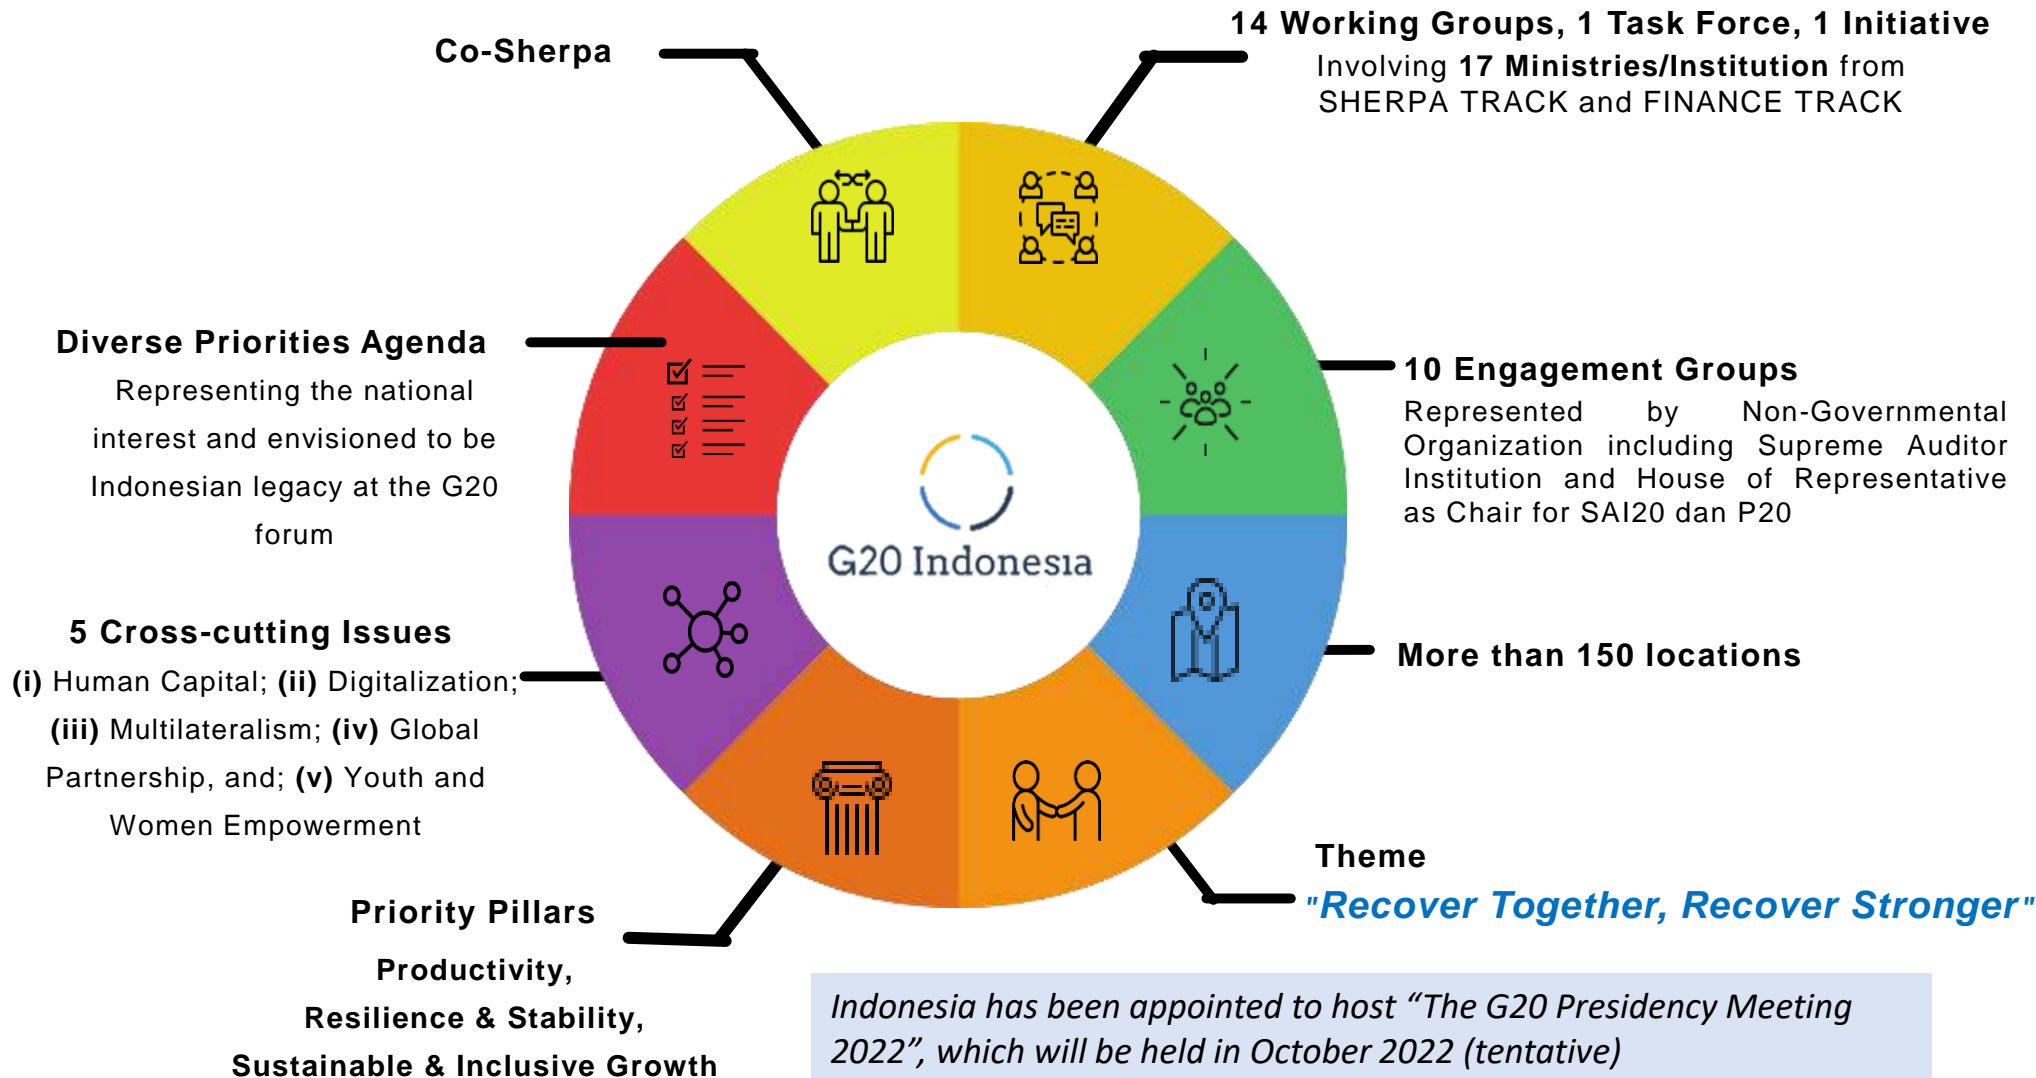 Co-Sherpa
14 Working Groups, 1 Task Force, 1 Initiative
Involving 17 Ministries/Institution from
SHERPA TRACK and FINANCE TRACK
Diverse Priorities Agenda
Representing the national
interest and envisioned to be
Indonesian legacy at the G20
forum
10 Engagement Groups
Represented by Non-Governmental
Organization including Supreme Auditor
Institution and House of Representative
as Chair for SAI20 dan P20
G20 Indonesia
5 Cross-cutting Issues
(i) Human Capital; (ii) Digitalization;
(iii) Multilateralism; (iv) Global
Partnership, and; (v) Youth and
Women Empowerment
More than 150 locations
Theme
"Recover Together, Recover Stronger"
Priority Pillars
Productivity,
Resilience & Stability,
Sustainable & Inclusive Growth
Indonesia has been appointed to host “The G20 Presidency Meeting
2022”, which will be held in October 2022 (tentative)